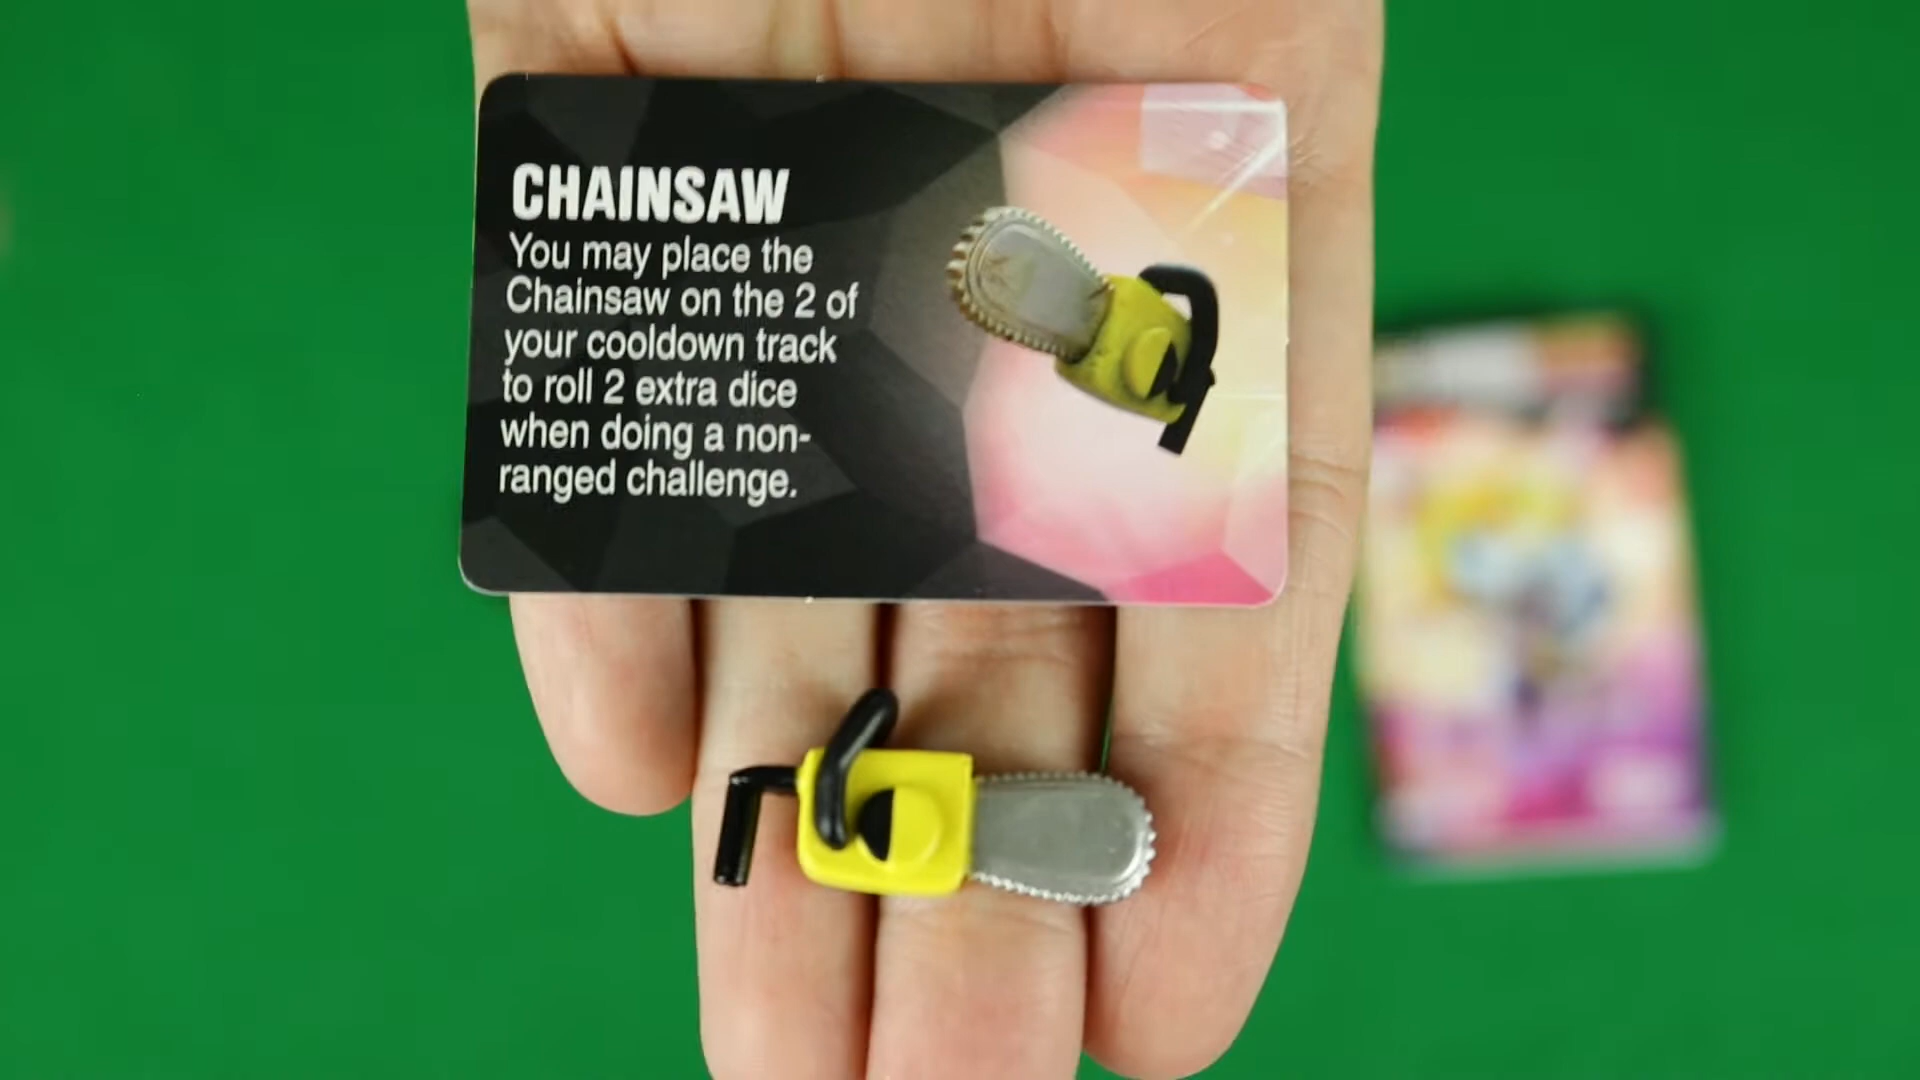 CHAINSAW
You may place the
Chainsaw on the 2 of
your cooldown track
to roll 2 extra dice
when doing a non-
ranged challenge.